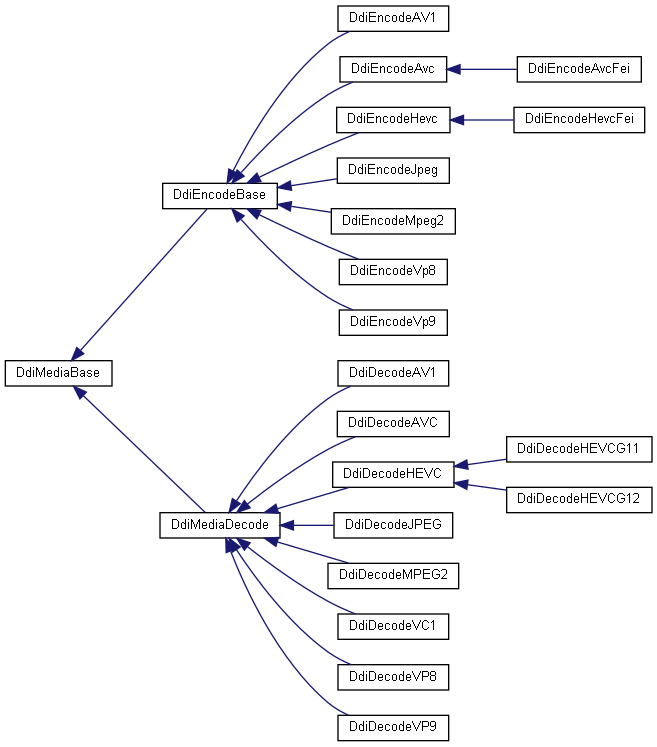 DdiEncodeAV1
DdiEncodeAvc
DdiEncodeAvcFei
DdiEncodeHevc
DdiEncodeHevcFei
DdiEncodeJpeg
DdiEncodeBase
DdiEncodeMpeg2
DdiEncodeVp8
DdiEncodeVp9
DdiMediaBase
DdiDecodeAV1
DdiDecodeAVC
DdiDecodeHEVCG11
DdiDecodeHEVC
DdiDecodeHEVCG12
DdiMediaDecode
DdiDecodeJPEG
DdiDecodeMPEG2
DdiDecodeVC1
DdiDecodeVP8
DdiDecodeVP9